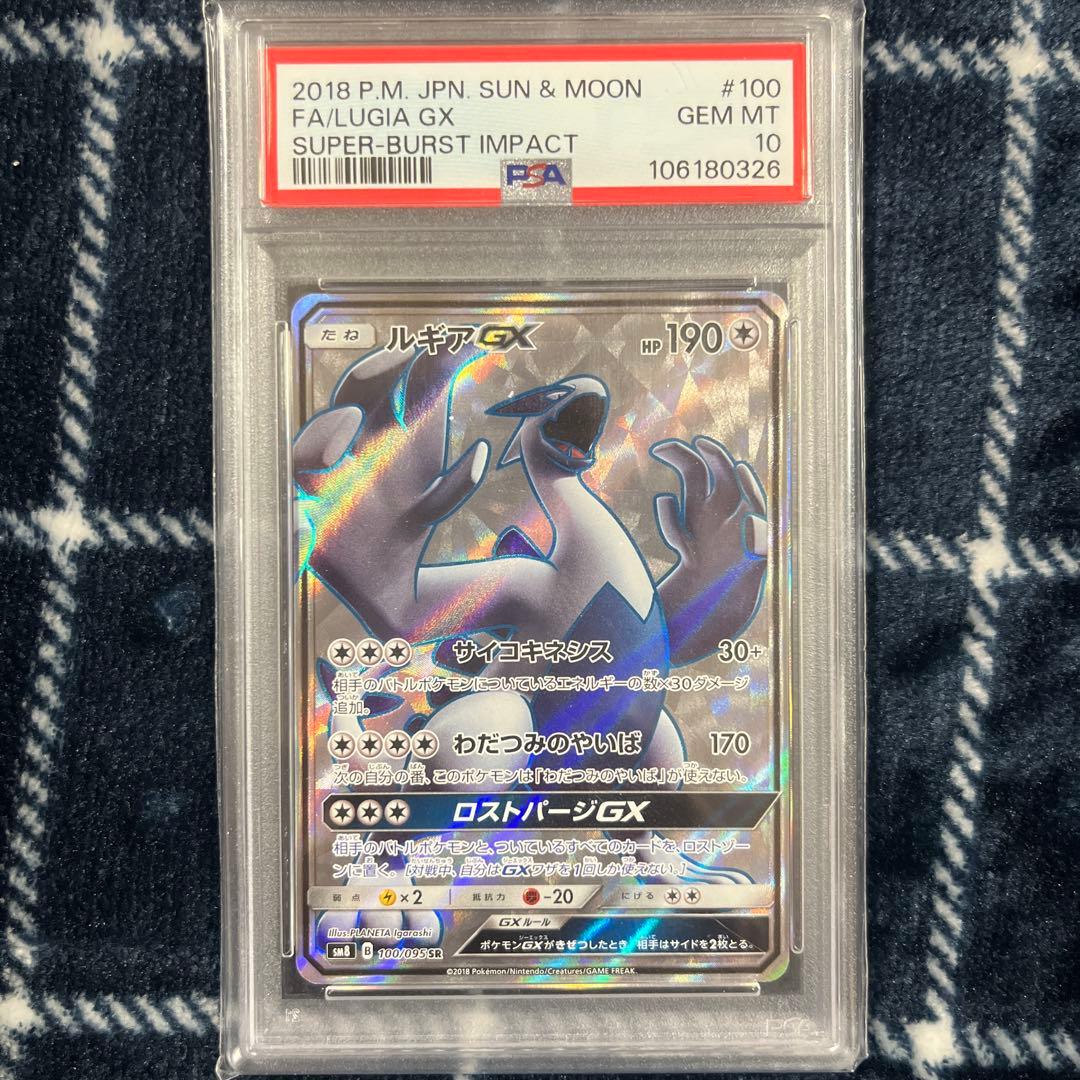 2018 P.M. JPN. SUN & MOON #100
FA/LUGIA GX GEM MT
SUPER-BURST IMPACT 10
PSA 106180326
たね ルギアGX HP 190
サイコキネシス 30+
相手のバトルポケモンについているエネルギーの数×30ダメージ
追加。
わだつみのやいば 170
次の自分の番、このポケモンは「わだつみのやいば」が使えない。
ロストパージGX
相手のバトルポケモンと、ついているすべてのカードを、ロストゾー
ンに置く。[対戦中、自分はGXワザを1回しか使えない。]
弱点 ×2 抵抗力 -20 にげる
GXルール
ポケモンGXがきぜつしたとき、相手はサイドを2枚とる。
Illus.PLANETA Igarashi
SM8 B 100/095 SR
©2018 Pokémon/Nintendo/Creatures/GAME FREAK.